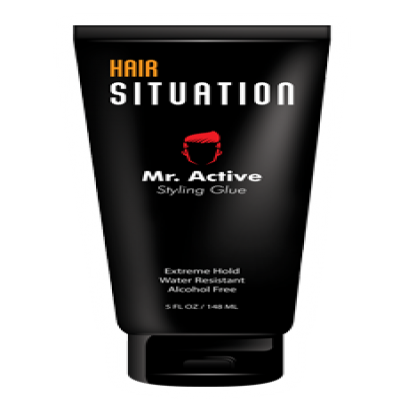 HAIR
SITUATION
Mr. Active
Styling Glue
Extreme Hold
Water Resistant
Alcohol Free
5 FL OZ / 148 ML